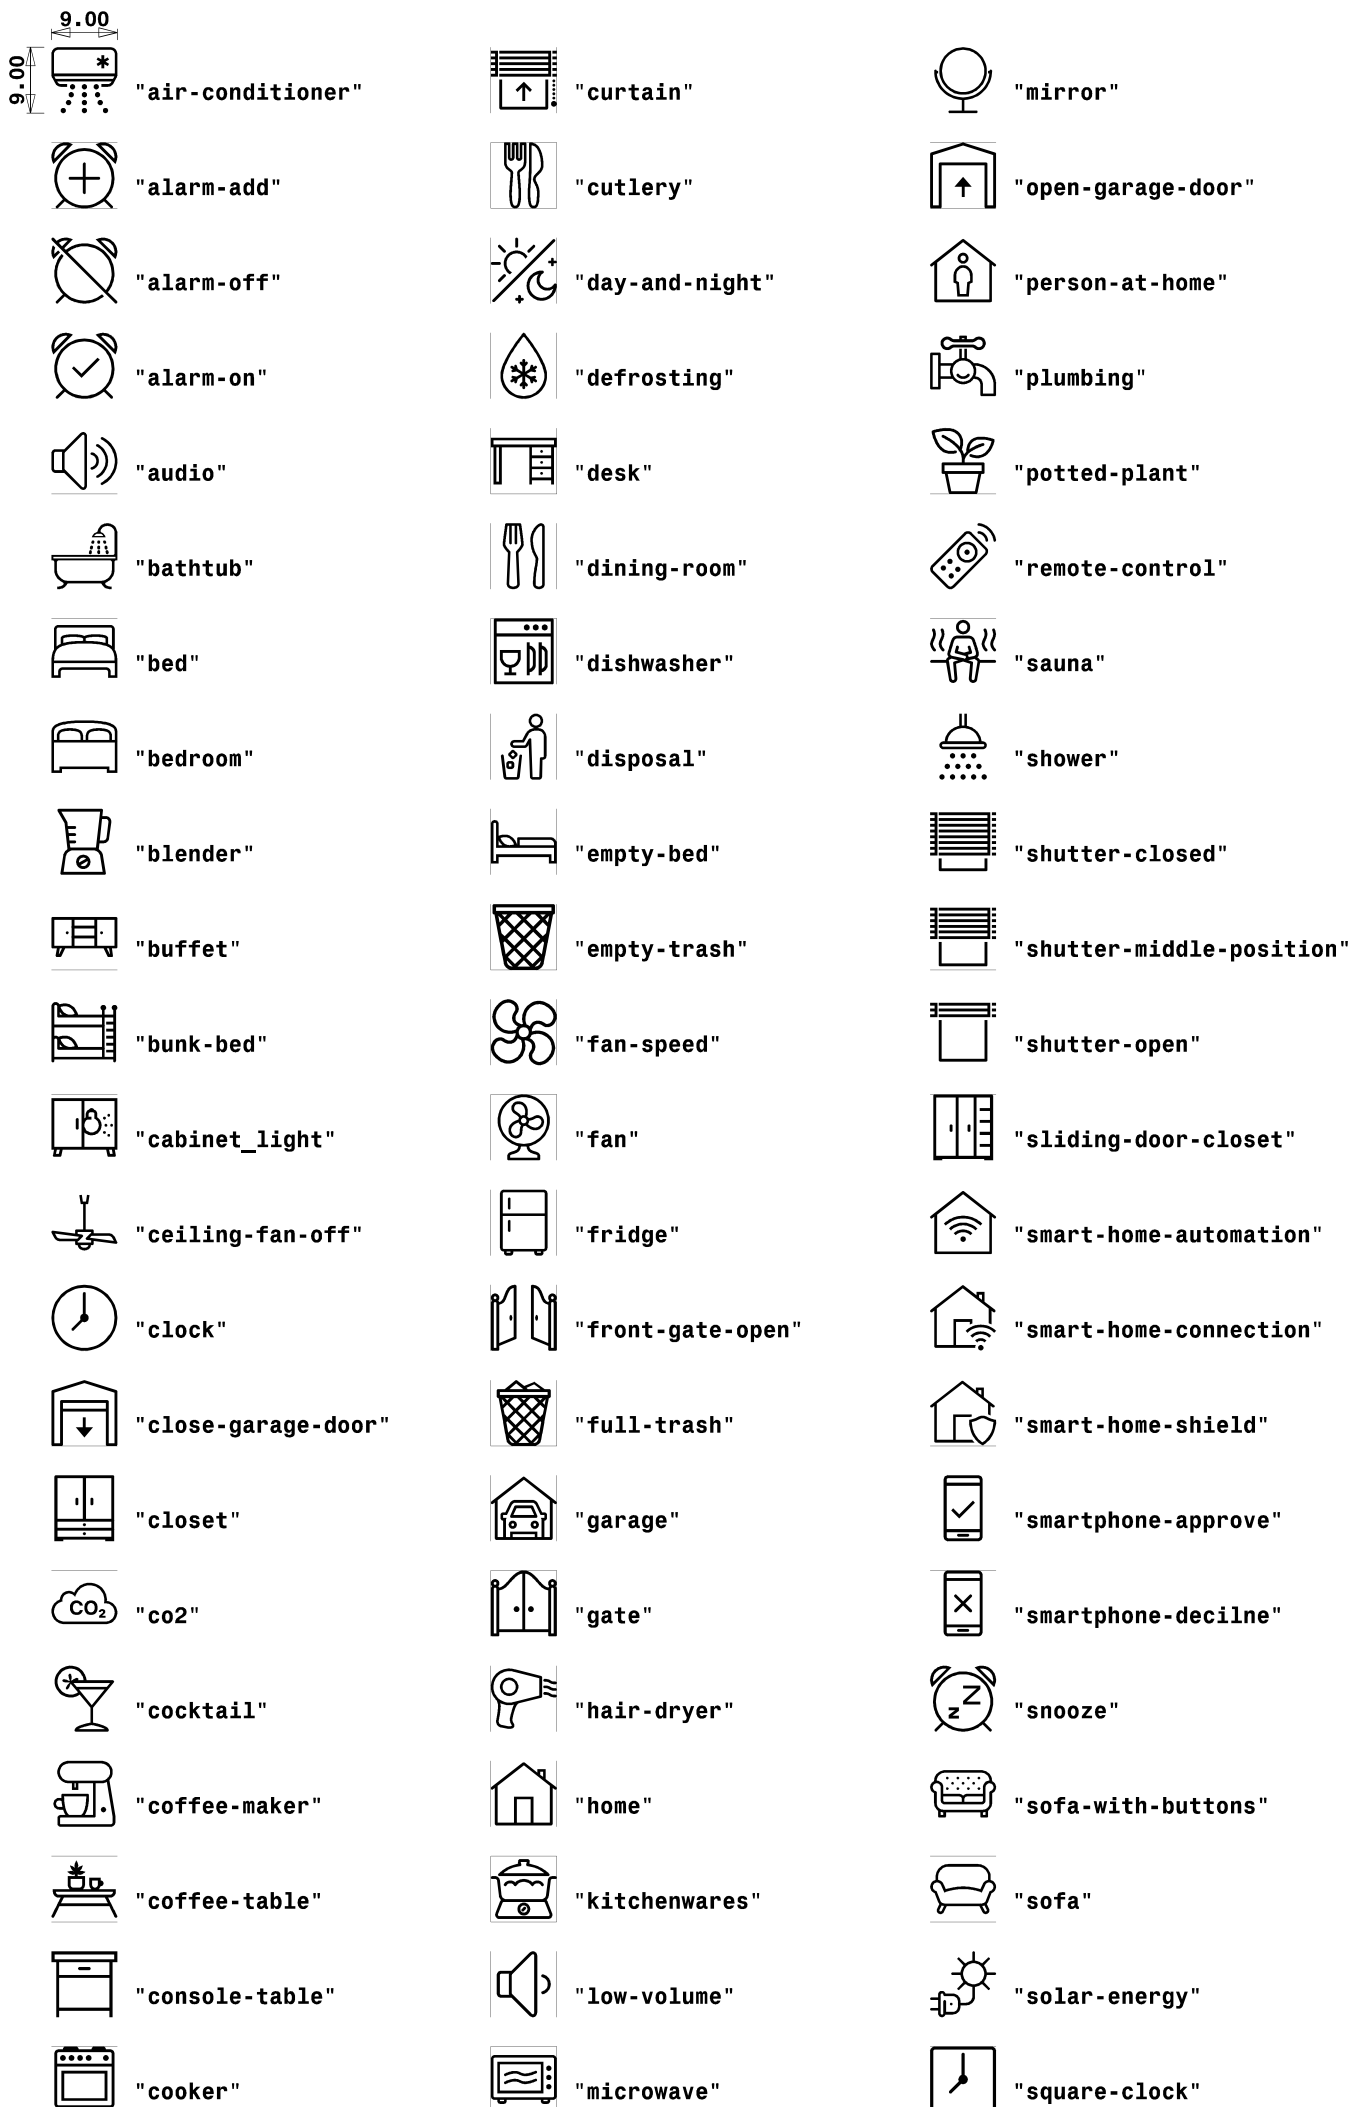 9.00
9.00
"air-conditioner" "curtain" "mirror"
"alarm-add" "cutlery" "open-garage-door"
"alarm-off" "day-and-night" "person-at-home"
"alarm-on" "defrosting" "plumbing"
"audio" "desk" "potted-plant"
"bathtub" "dining-room" "remote-control"
"bed" "dishwasher" "sauna"
"bedroom" "disposal" "shower"
"blender" "empty-bed" "shutter-closed"
"buffet" "empty-trash" "shutter-middle-position"
"bunk-bed" "fan-speed" "shutter-open"
"cabinet_light" "fan" "sliding-door-closet"
"ceiling-fan-off" "fridge" "smart-home-automation"
"clock" "front-gate-open" "smart-home-connection"
"close-garage-door" "full-trash" "smart-home-shield"
"closet" "garage" "smartphone-approve"
CO2 "co2" "gate" "smartphone-decilne"
"cocktail" "hair-dryer" zZ "snooze"
"coffee-maker" "home" "sofa-with-buttons"
"coffee-table" "kitchenwares" "sofa"
"console-table" "low-volume" "solar-energy"
"cooker" "microwave" "square-clock"